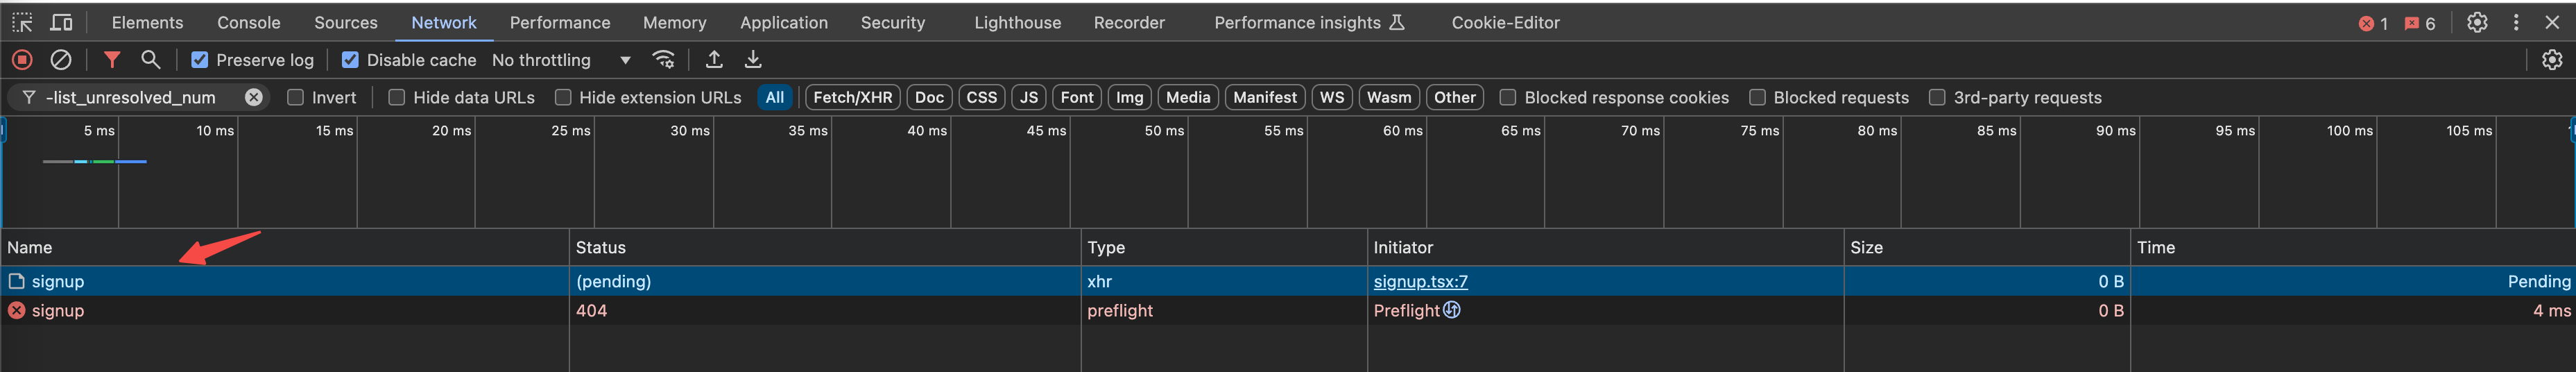 Elements Console Sources Network Performance Memory Application Security Lighthouse Recorder Performance insights Cookie-Editor 1 6
Preserve log Disable cache No throttling
-list_unresolved_num Invert Hide data URLs Hide extension URLs All Fetch/XHR Doc CSS JS Font Img Media Manifest WS Wasm Other Blocked response cookies Blocked requests 3rd-party requests
5 ms 10 ms 15 ms 20 ms 25 ms 30 ms 35 ms 40 ms 45 ms 50 ms 55 ms 60 ms 65 ms 70 ms 75 ms 80 ms 85 ms 90 ms 95 ms 100 ms 105 ms
Name Status Type Initiator Size Time
signup (pending) xhr signup.tsx:7 0 B Pending
signup 404 preflight Preflight 0 B 4 ms